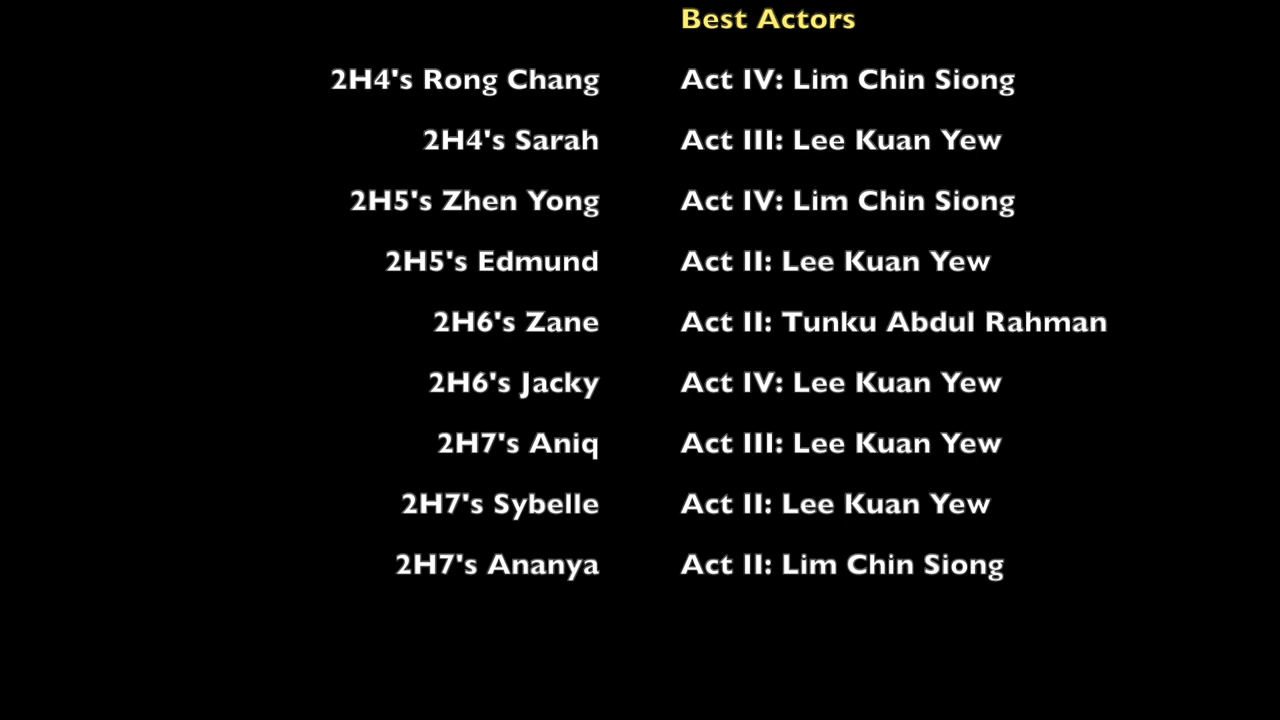 Best Actors
2H4's Rong Chang Act IV: Lim Chin Siong
2H4's Sarah Act III: Lee Kuan Yew
2H5's Zhen Yong Act IV: Lim Chin Siong
2H5's Edmund Act II: Lee Kuan Yew
2H6's Zane Act II: Tunku Abdul Rahman
2H6's Jacky Act IV: Lee Kuan Yew
2H7's Aniq Act III: Lee Kuan Yew
2H7's Sybelle Act II: Lee Kuan Yew
2H7's Ananya Act II: Lim Chin Siong